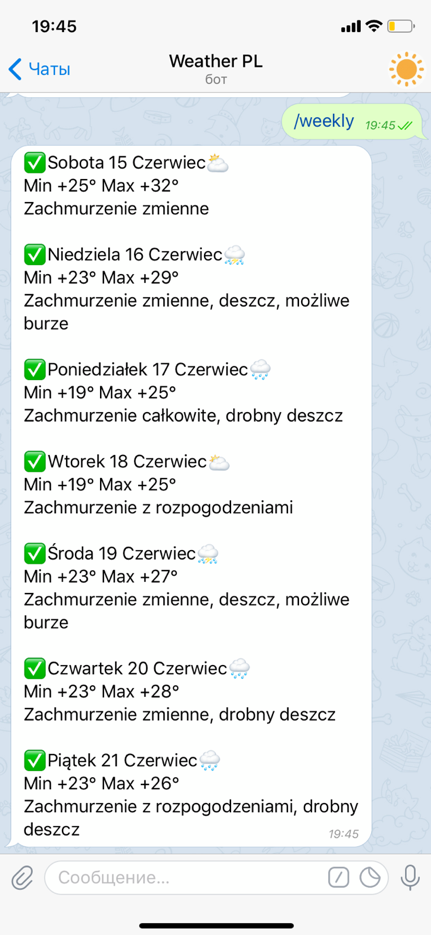 19:45
Чаты
Weather PL
бот
/weekly 19:45
Sobota 15 Czerwiec
Min +25° Max +32°
Zachmurzenie zmienne
Niedziela 16 Czerwiec
Min +23° Max +29°
Zachmurzenie zmienne, deszcz, możliwe
burze
Poniedziałek 17 Czerwiec
Min +19° Max +25°
Zachmurzenie całkowite, drobny deszcz
Wtorek 18 Czerwiec
Min +19° Max +25°
Zachmurzenie z rozpogodzeniami
Środa 19 Czerwiec
Min +23° Max +27°
Zachmurzenie zmienne, deszcz, możliwe
burze
Czwartek 20 Czerwiec
Min +23° Max +28°
Zachmurzenie zmienne, drobny deszcz
Piątek 21 Czerwiec
Min +23° Max +26°
Zachmurzenie z rozpogodzeniami, drobny
deszcz
19:45
Сообщение...